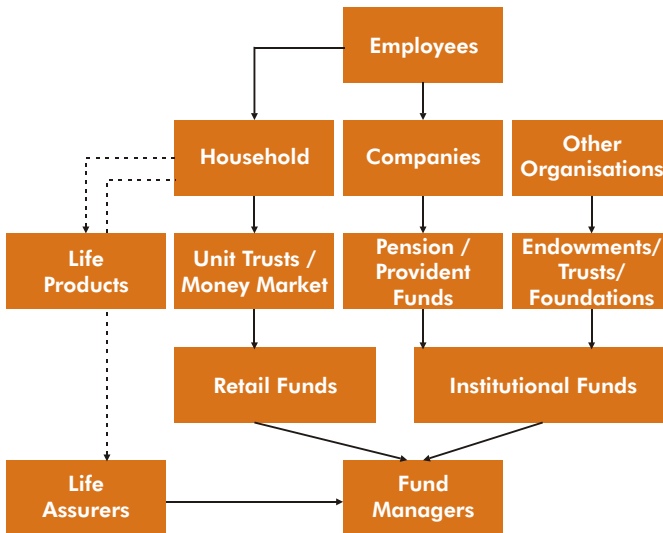 Employees
Household
Companies
Other
Organisations
Life
Products
Unit Trusts /
Money Market
Pension /
Provident
Funds
Endowments/
Trusts/
Foundations
Retail Funds
Institutional Funds
Life
Assurers
Fund
Managers